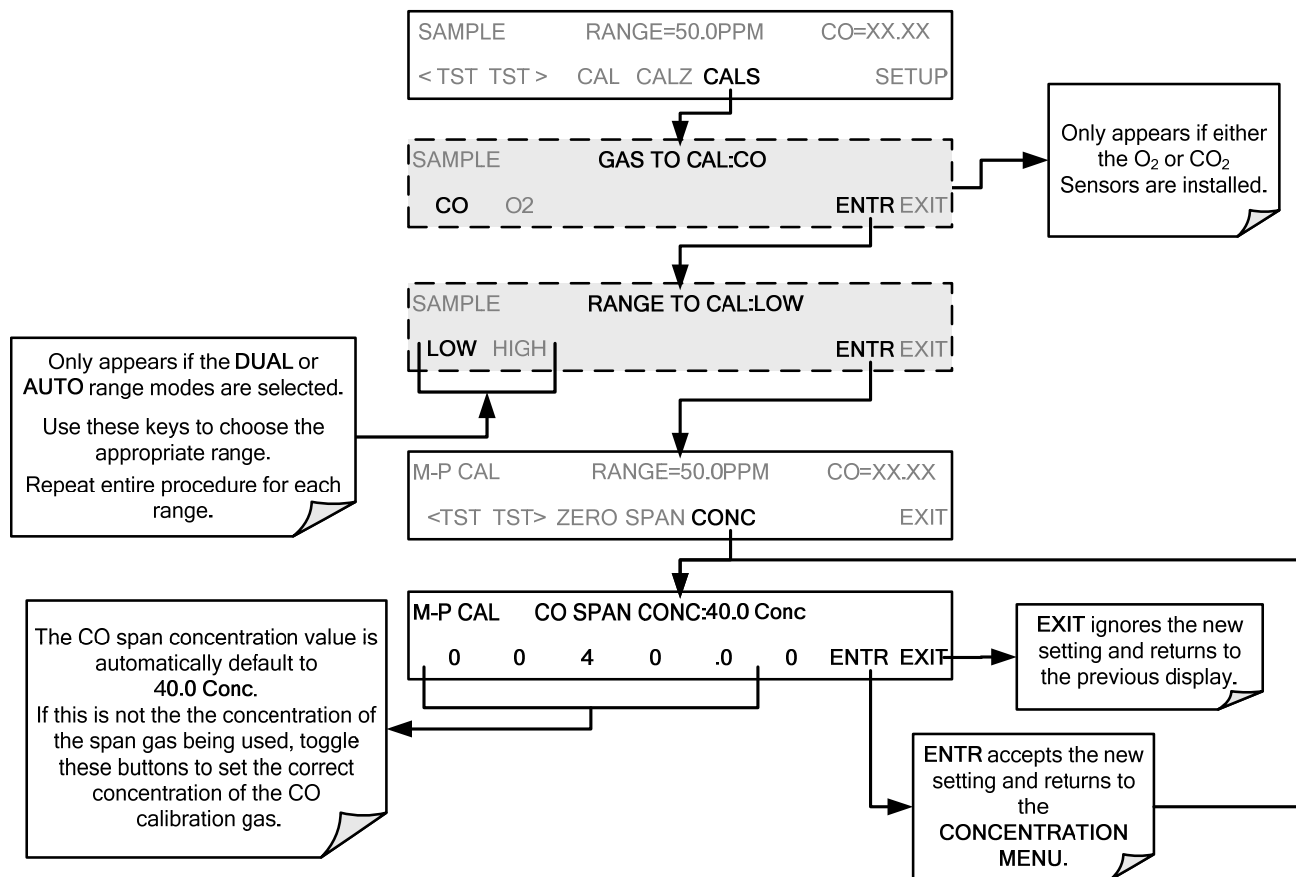 SAMPLE RANGE=50.0PPM CO=XX.XX
< TST TST > CAL CALZ CALS SETUP
SAMPLE GAS TO CAL:CO
CO O2 ENTR EXIT
Only appears if either
the O₂ or CO₂
Sensors are installed.
SAMPLE RANGE TO CAL:LOW
LOW HIGH ENTR EXIT
Only appears if the DUAL or
AUTO range modes are selected.
Use these keys to choose the
appropriate range.
Repeat entire procedure for each
range.
M-P CAL RANGE=50.0PPM CO=XX.XX
<TST TST> ZERO SPAN CONC EXIT
M-P CAL CO SPAN CONC:40.0 Conc
0 0 4 0 .0 0 ENTR EXIT
The CO span concentration value is
automatically default to
40.0 Conc.
If this is not the the concentration of
the span gas being used, toggle
these buttons to set the correct
concentration of the CO
calibration gas.
EXIT ignores the new
setting and returns to
the previous display.
ENTR accepts the new
setting and returns to
the
CONCENTRATION
MENU.